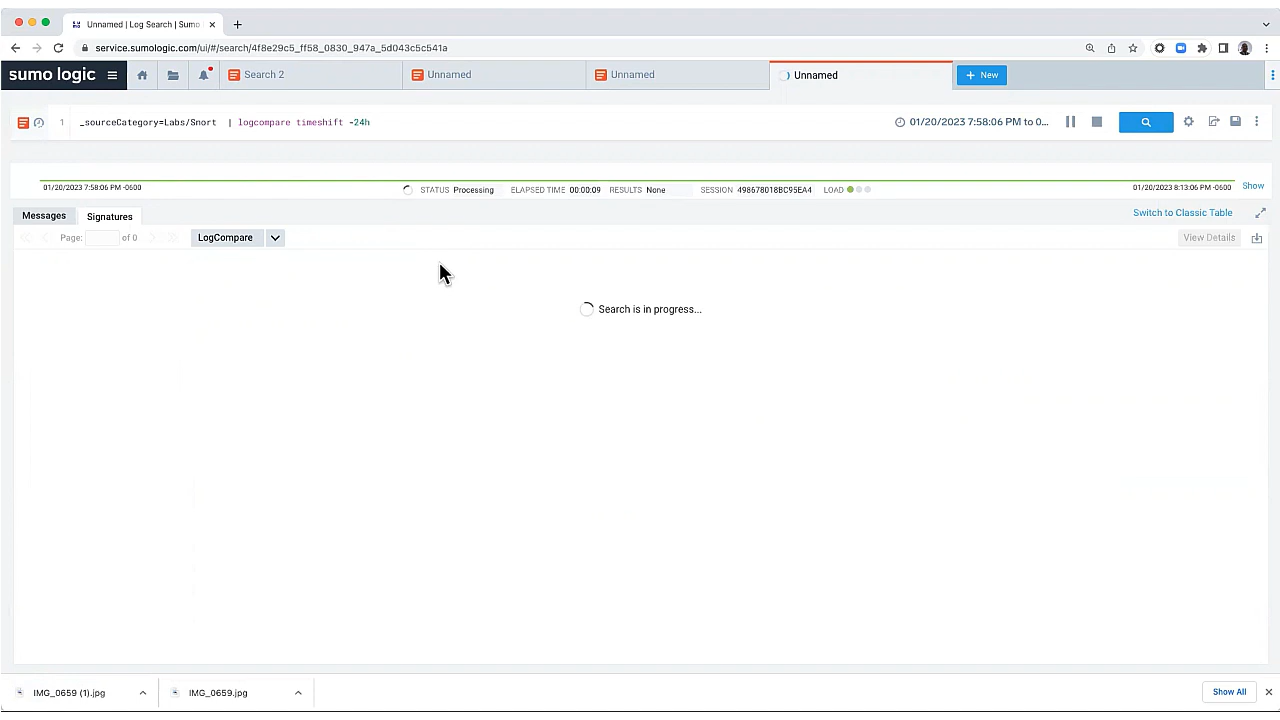 Unnamed | Log Search | Sumo
service.sumologic.com/ui/#/search/4f8e29c5_ff58_0830_947a_5d043c5c541a
sumo logic
Search 2
Unnamed
Unnamed
Unnamed
+ New
1 _sourceCategory=Labs/Snort | logcompare timeshift -24h
01/20/2023 7:58:06 PM to 0...
01/20/2023 7:58:06 PM -0600
STATUS Processing ELAPSED TIME 00:00:09 RESULTS None SESSION 498678018BC95EA4 LOAD
01/20/2023 8:13:06 PM -0600
Show
Messages
Signatures
Switch to Classic Table
Page: of 0
LogCompare
View Details
Search is in progress...
IMG_0659 (1).jpg
IMG_0659.jpg
Show All